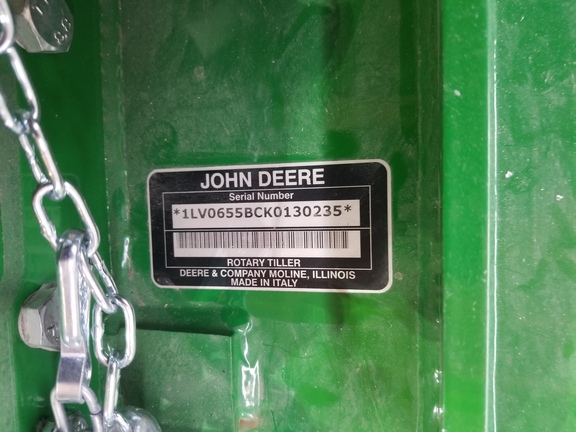 JOHN DEERE
Serial Number
*1LV0655BCK0130235*
ROTARY TILLER
DEERE & COMPANY MOLINE, ILLINOIS
MADE IN ITALY